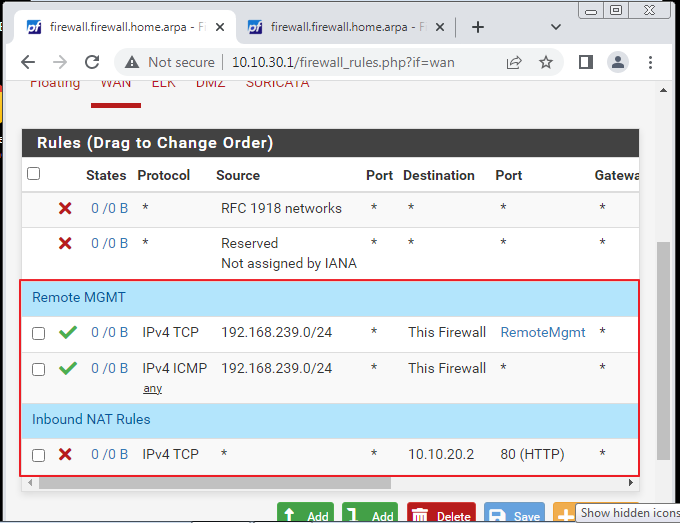 firewall.firewall.home.arpa - Fi
firewall.firewall.home.arpa - Fi
Not secure | 10.10.30.1/firewall_rules.php?if=wan
Floating WAN ELK DMZ SURICATA
Rules (Drag to Change Order)
States Protocol Source Port Destination Port Gatewa
0 /0 B * RFC 1918 networks * * * *
0 /0 B * Reserved * * * *
Not assigned by IANA
Remote MGMT
0 /0 B IPv4 TCP 192.168.239.0/24 * This Firewall RemoteMgmt *
0 /0 B IPv4 ICMP 192.168.239.0/24 * This Firewall * *
any
Inbound NAT Rules
0 /0 B IPv4 TCP * * 10.10.20.2 80 (HTTP) *
Add Add Delete Save
Show hidden icons